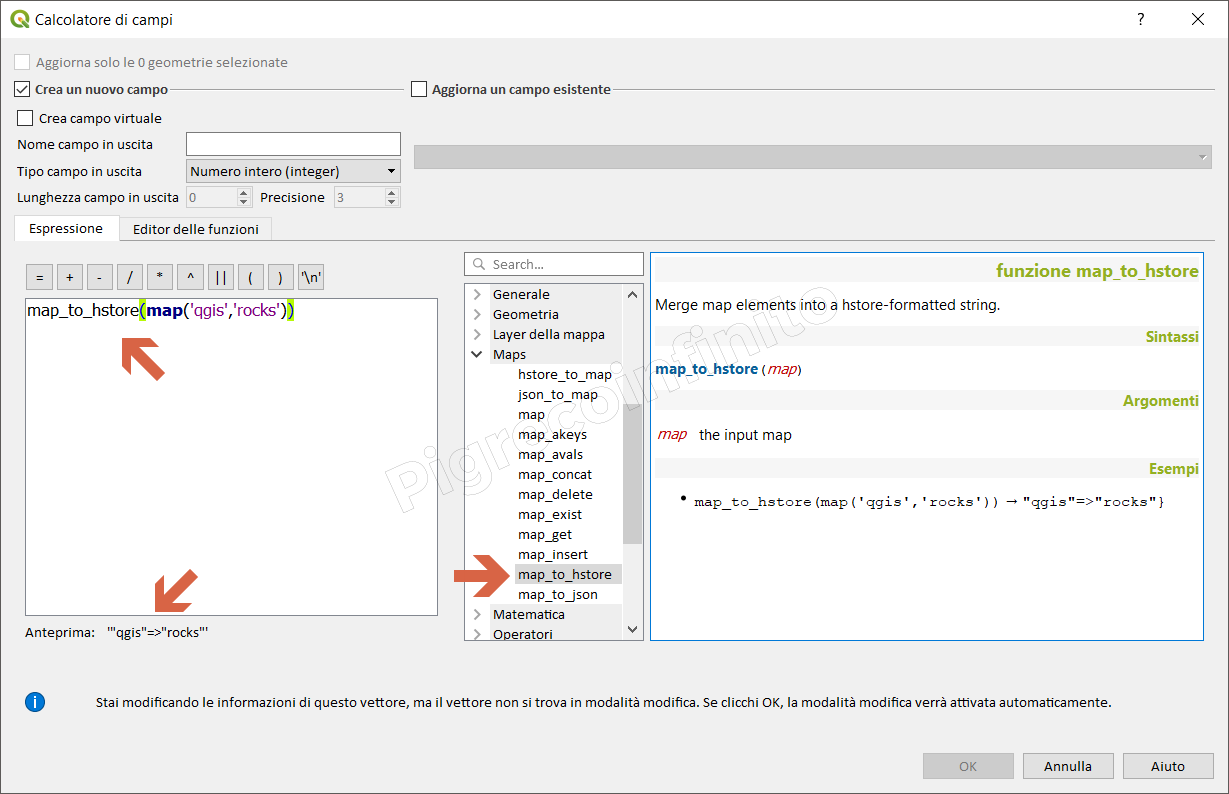 Calcolatore di campi
?
Aggiorna solo le 0 geometrie selezionate
Crea un nuovo campo
Aggiorna un campo esistente
Crea campo virtuale
Nome campo in uscita
Tipo campo in uscita
Numero intero (integer)
Lunghezza campo in uscita
0
Precisione
3
Espressione
Editor delle funzioni
= + - / * ^ || ( ) '\n'
map_to_hstore(map('qgis','rocks'))
Anteprima: '"qgis"=>"rocks"'
Search...
Generale
Geometria
Layer della mappa
Maps
hstore_to_map
json_to_map
map
map_akeys
map_avals
map_concat
map_delete
map_exist
map_get
map_insert
map_to_hstore
map_to_json
Matematica
Operatori
funzione map_to_hstore
Merge map elements into a hstore-formatted string.
Sintassi
map_to_hstore(map)
Argomenti
map the input map
Esempi
• map_to_hstore(map('qgis','rocks')) → "qgis"=>"rocks"}
Pigrecoinfinito
i
Stai modificando le informazioni di questo vettore, ma il vettore non si trova in modalità modifica. Se clicchi OK, la modalità modifica verrà attivata automaticamente.
OK
Annulla
Aiuto